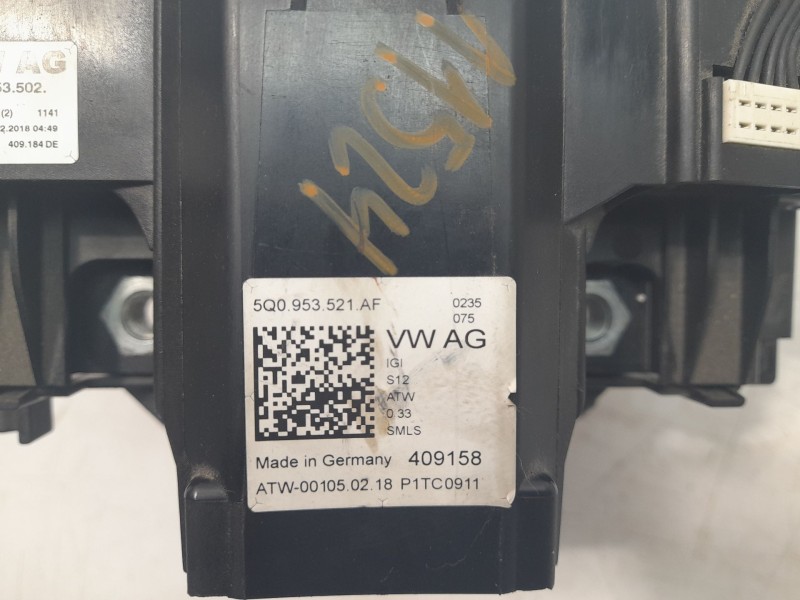 AG
53.502.
(2) 1141
2.2018 04:49
409.184 DE
11524
5Q0.953.521.AF 0235
075
VW AG
IGI
S12
ATW
0 33
SMLS
Made in Germany 409158
ATW-00105.02.18 P1TC0911